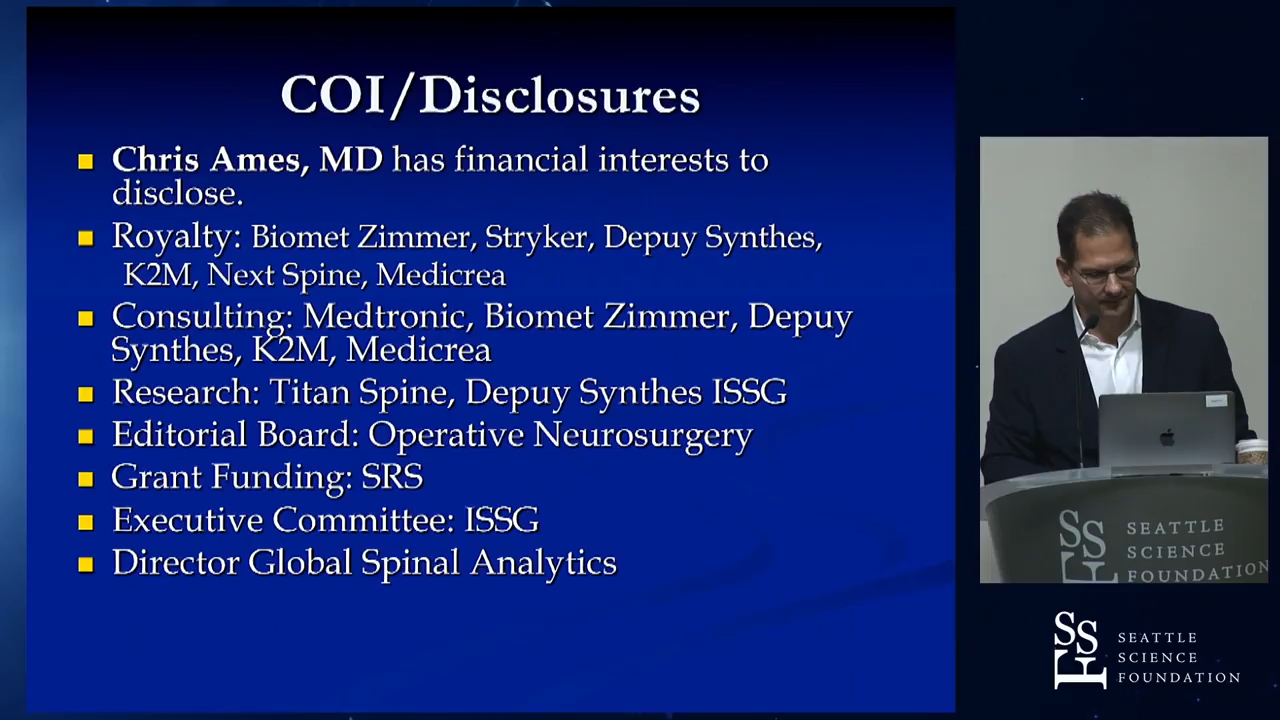 COI/Disclosures
Chris Ames, MD has financial interests to
disclose.
Royalty: Biomet Zimmer, Stryker, Depuy Synthes,
K2M, Next Spine, Medicrea
Consulting: Medtronic, Biomet Zimmer, Depuy
Synthes, K2M, Medicrea
Research: Titan Spine, Depuy Synthes ISSG
Editorial Board: Operative Neurosurgery
Grant Funding: SRS
Executive Committee: ISSG
Director Global Spinal Analytics
SSF
SEATTLE
SCIENCE
FOUNDATION
SSF
SEATTLE
SCIENCE
FOUNDATION